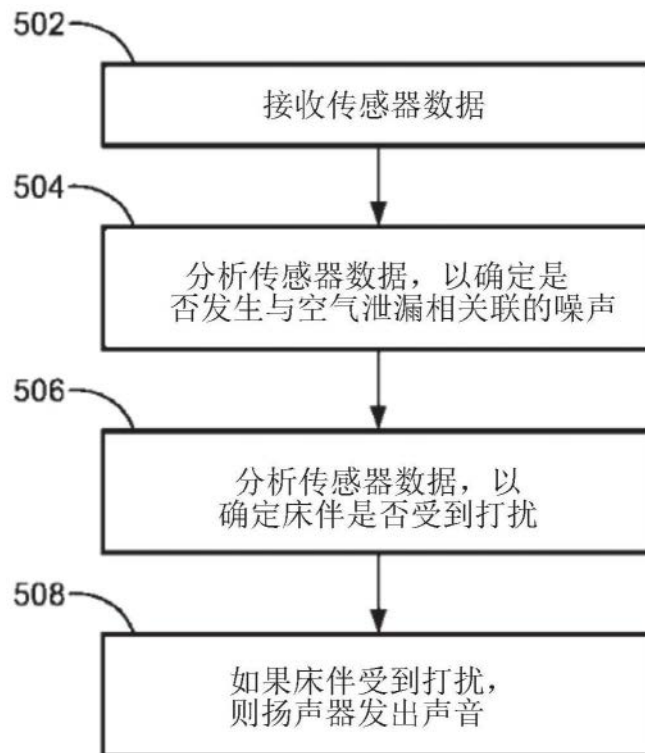 502
接收传感器数据
504
分析传感器数据，以确定是
否发生与空气泄漏相关联的噪声
506
分析传感器数据，以
确定床伴是否受到打扰
508
如果床伴受到打扰，
则扬声器发出声音